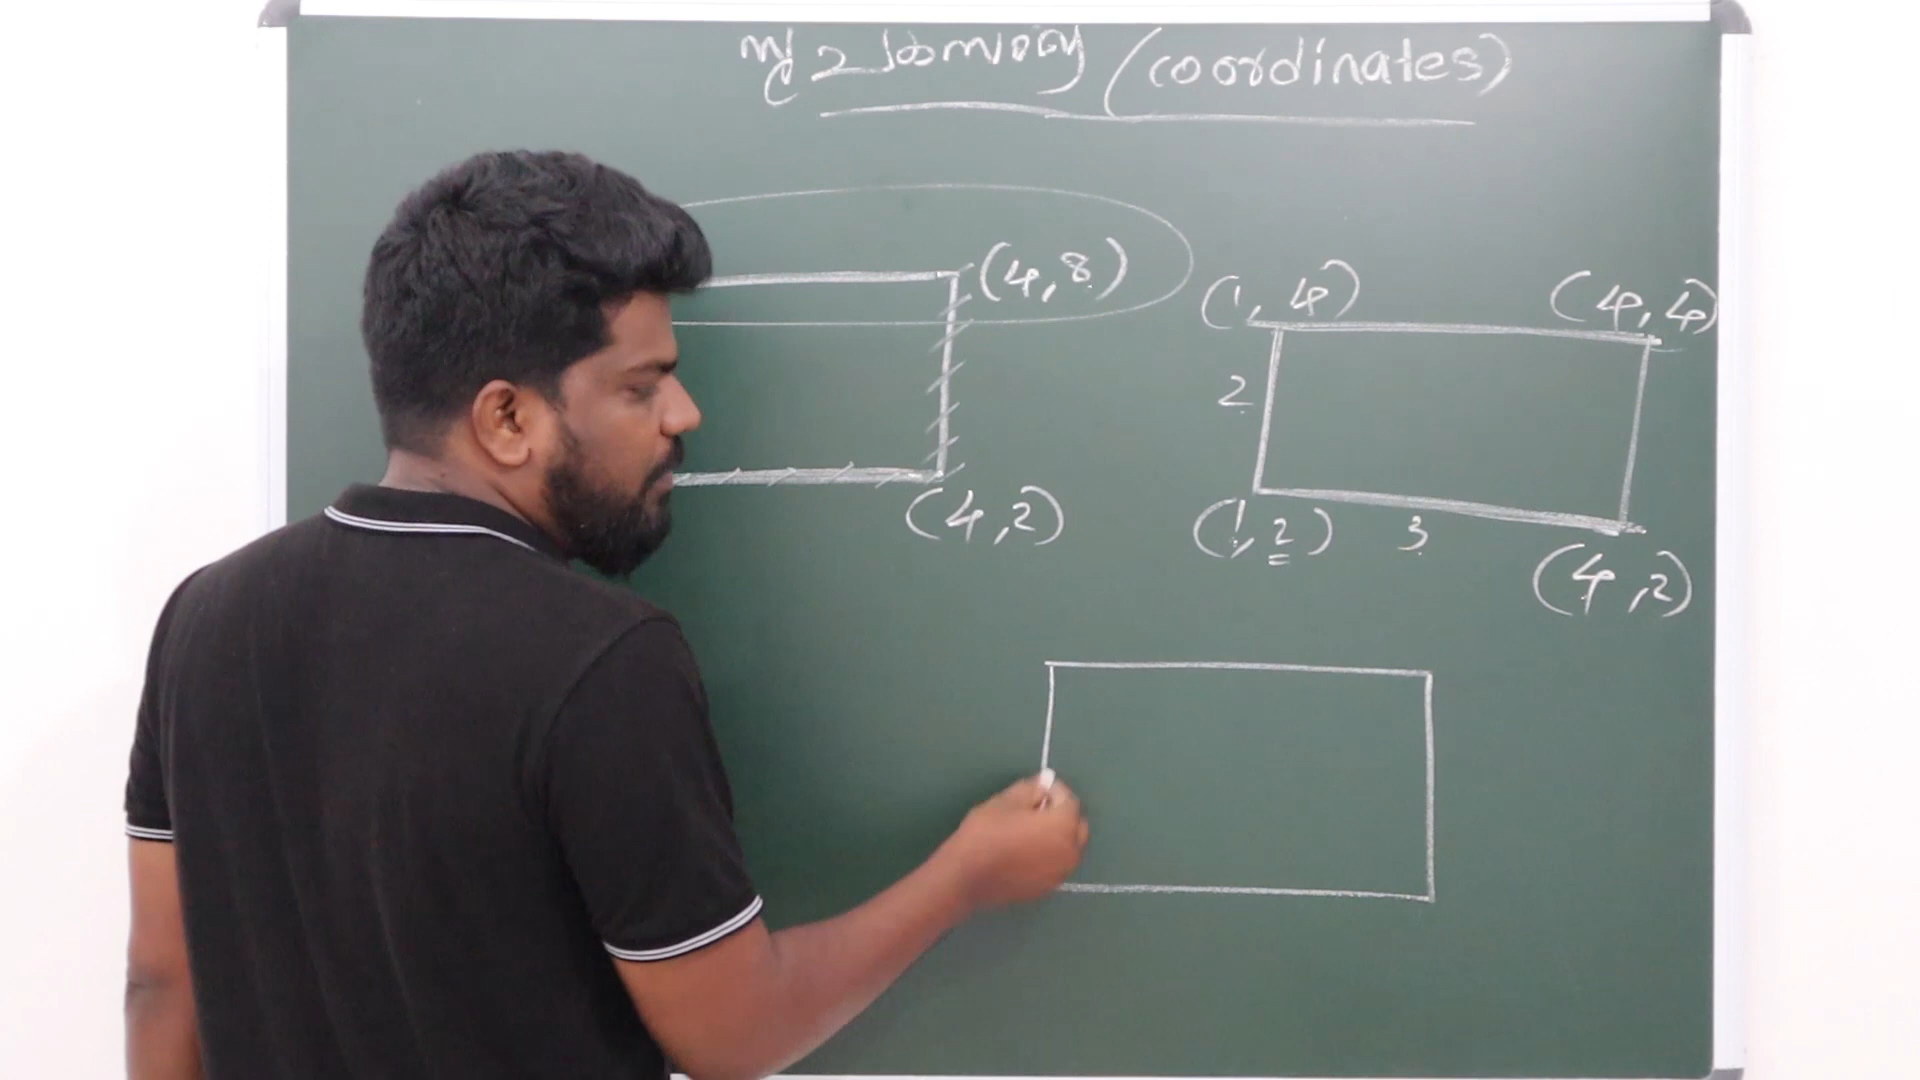 (coordinates)
(4,8)
(1, 4) (4,4)
2
(4,2) (1,2) 3
(4,2)